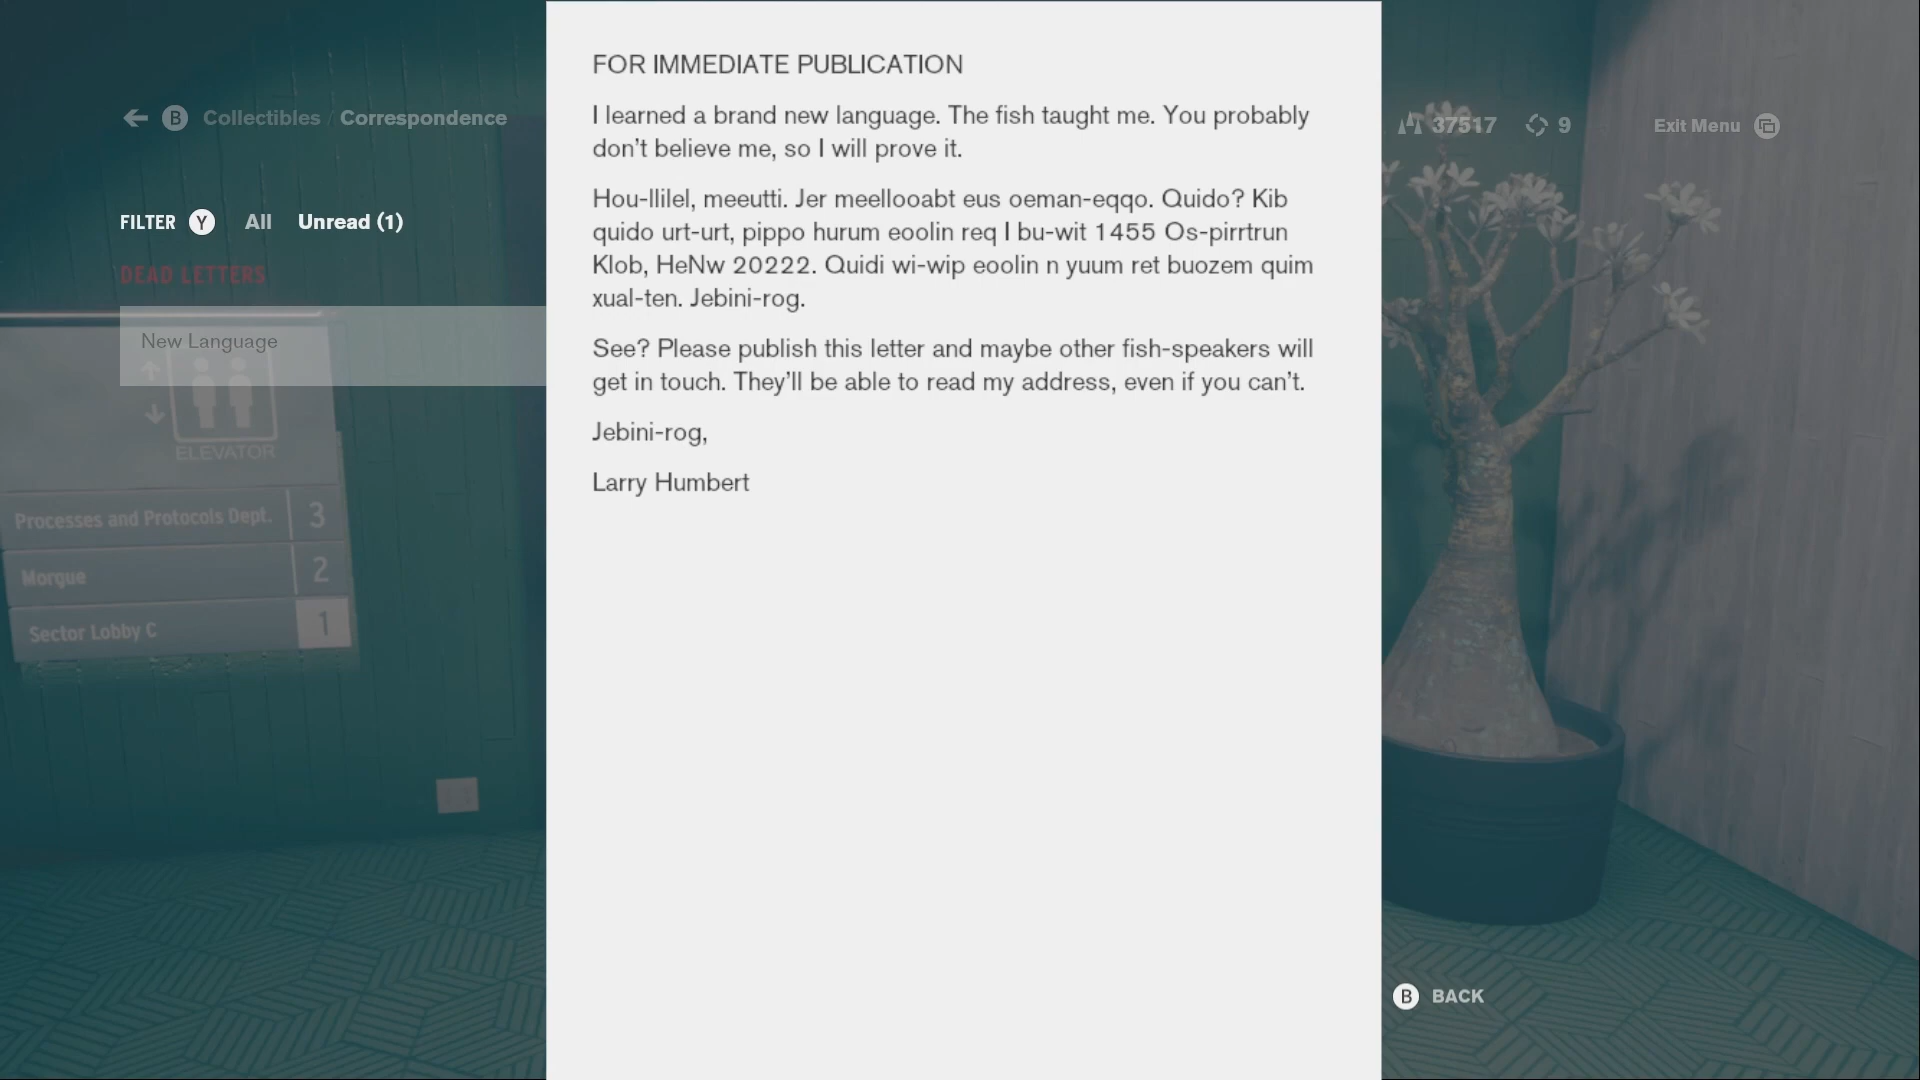 FOR IMMEDIATE PUBLICATION
I learned a brand new language. The fish taught me. You probably
don't believe me, so I will prove it.
Hou-llilel, meeutti. Jer meellooabt eus oeman-eqqo. Quido? Kib
quido urt-urt, pippo hurum eoolin req I bu-wit 1455 Os-pirrtrun
Klob, HeNw 20222. Quidi wi-wip eoolin n yuum ret buozem quim
xual-ten. Jebini-rog.
See? Please publish this letter and maybe other fish-speakers will
get in touch. They'll be able to read my address, even if you can't.
Jebini-rog,
Larry Humbert
B Collectibles / Correspondence
FILTER Y All Unread (1)
DEAD LETTERS
New Language
ELEVATOR
Processes and Protocols Dept. 3
Morgue 2
Sector Lobby C 1
37517 9 Exit Menu
B BACK